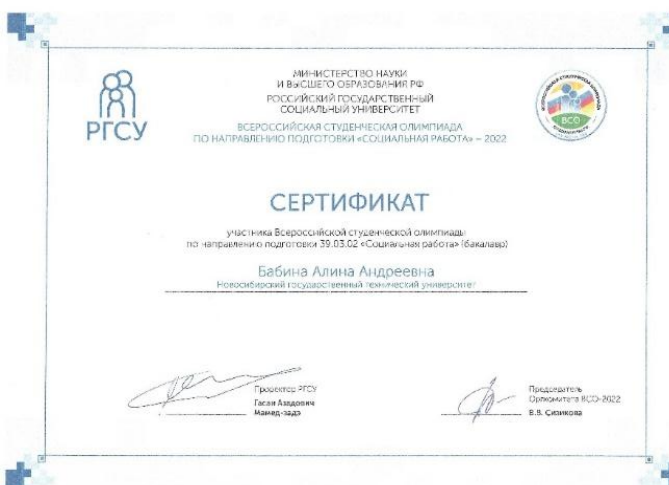 РГСУ
МИНИСТЕРСТВО НАУКИ
И ВЫСШЕГО ОБРАЗОВАНИЯ РФ
РОССИЙСКИЙ ГОСУДАРСТВЕННЫЙ
СОЦИАЛЬНЫЙ УНИВЕРСИТЕТ
ВСЕРОССИЙСКАЯ СТУДЕНЧЕСКАЯ ОЛИМПИАДА
ПО НАПРАВЛЕНИЮ ПОДГОТОВКИ «СОЦИАЛЬНАЯ РАБОТА» – 2022
ВСО
СЕРТИФИКАТ
участника Всероссийской студенческой олимпиады
по направлению подготовки 39.03.02 «Социальная работа» (бакалавр)
Бабина Алина Андреевна
Новосибирский государственный технический университет
Проректор РГСУ
Гасан Азадович
Мамед-задэ
Председатель
Оргкомитета ВСО-2022
В.В. Сизикова